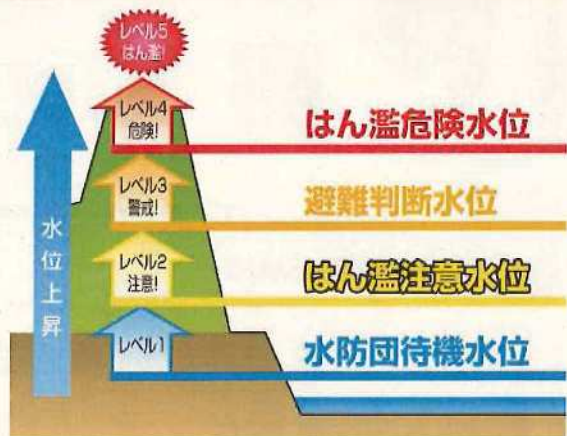 レベル5
はん濫!
レベル4
危険!
はん濫危険水位
レベル3
警戒!
避難判断水位
レベル2
注意!
はん濫注意水位
レベル1
水防団待機水位
水位上昇